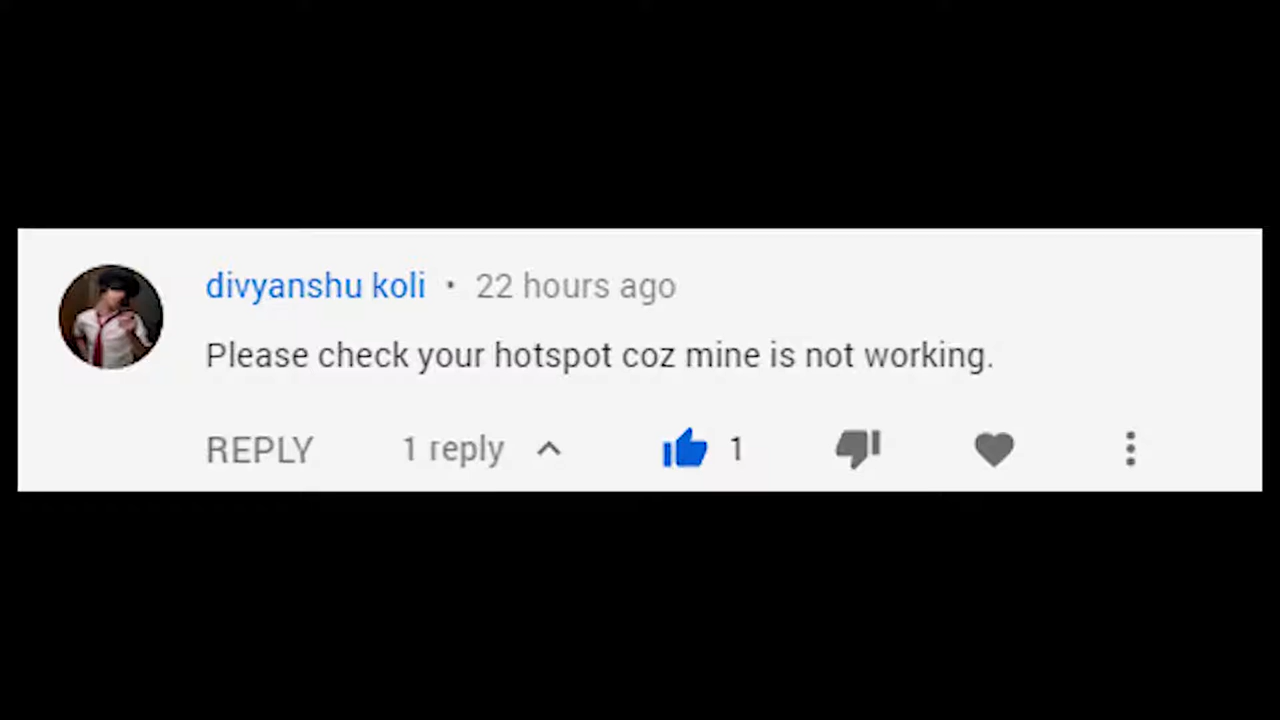 divyanshu koli • 22 hours ago
Please check your hotspot coz mine is not working.
REPLY 1 reply 1